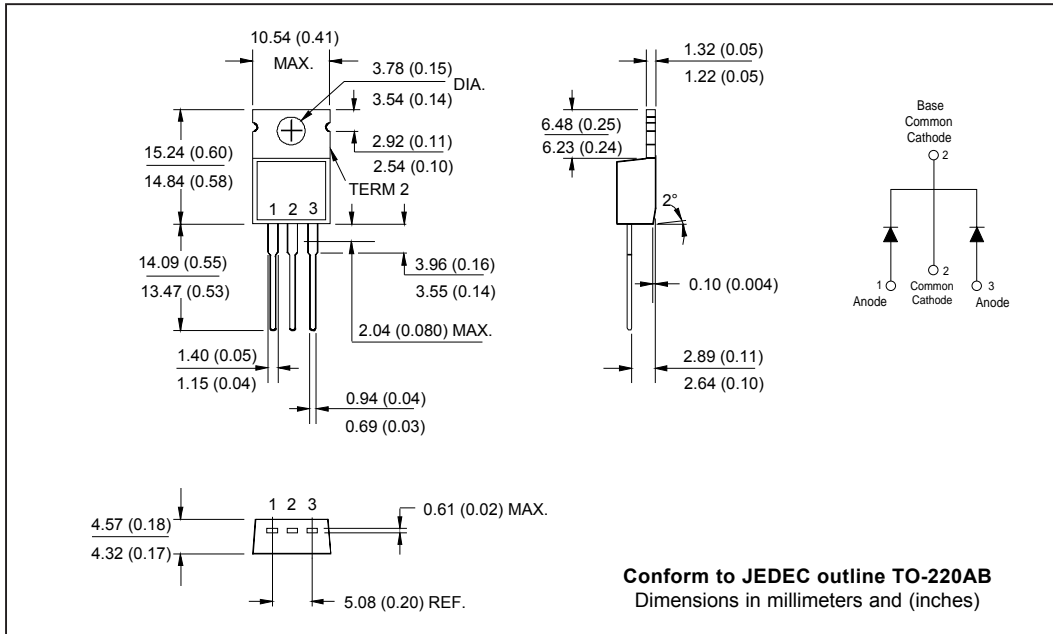 10.54 (0.41)
MAX.
3.78 (0.15)
3.54 (0.14)
DIA.
2.92 (0.11)
2.54 (0.10)
TERM 2
15.24 (0.60)
14.84 (0.58)
1 2 3
14.09 (0.55)
13.47 (0.53)
3.96 (0.16)
3.55 (0.14)
2.04 (0.080) MAX.
1.40 (0.05)
1.15 (0.04)
0.94 (0.04)
0.69 (0.03)
1.32 (0.05)
1.22 (0.05)
6.48 (0.25)
6.23 (0.24)
2°
0.10 (0.004)
2.89 (0.11)
2.64 (0.10)
Base
Common
Cathode
2
1
Anode
2
Common
Cathode
3
Anode
4.57 (0.18)
4.32 (0.17)
1 2 3
0.61 (0.02) MAX.
5.08 (0.20) REF.
Conform to JEDEC outline TO-220AB
Dimensions in millimeters and (inches)